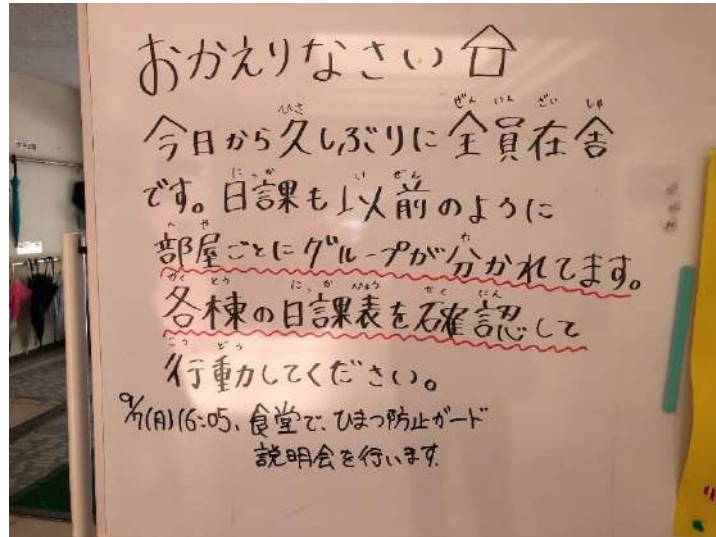 おかえりなさい
今日から久しぶりに全員在舎
です。日課も以前のように
部屋ごとにグループが分かれてます。
各棟の日課表を確認して
行動してください。
9/7(月)16:05、食堂で、ひまつ防止ガード
説明会を行います.